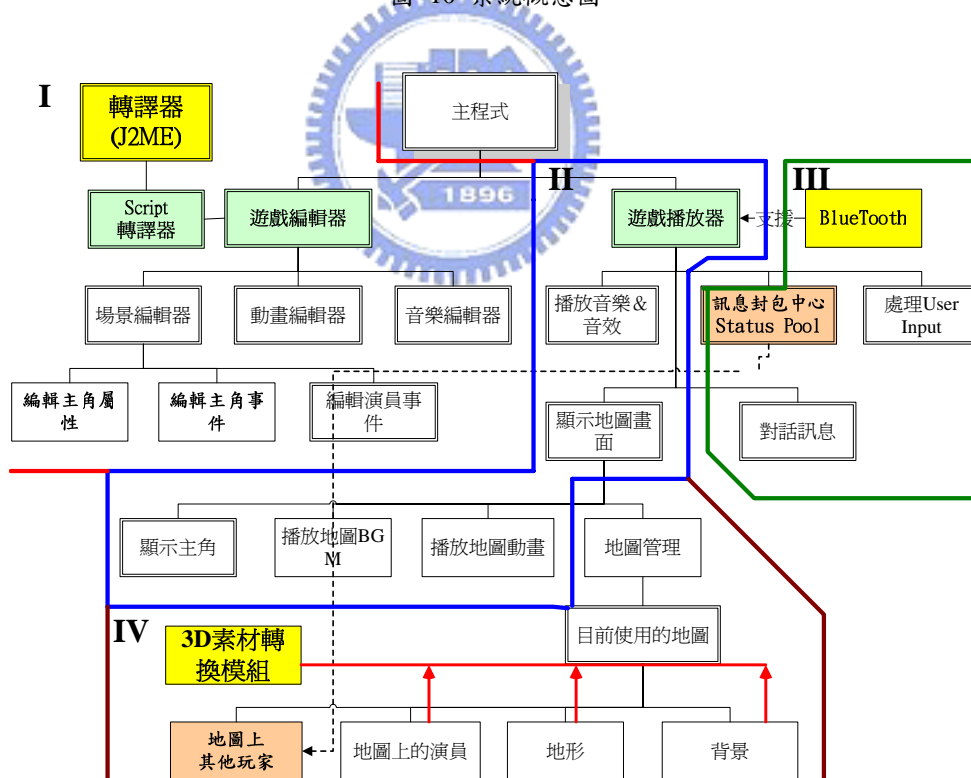 I
轉譯器
(J2ME)
主程式
1896
II
III
Script
轉譯器
遊戲編輯器
遊戲播放器
支援
BlueTooth
場景編輯器
動畫編輯器
音樂編輯器
播放音樂＆
音效
訊息封包中心
Status Pool
處理User
Input
編輯主角屬
性
編輯主角事
件
編輯演員事
件
顯示地圖畫
面
對話訊息
顯示主角
播放地圖BG
M
播放地圖動畫
地圖管理
IV
3D素材轉
換模組
目前使用的地圖
地圖上
其他玩家
地圖上的演員
地形
背景